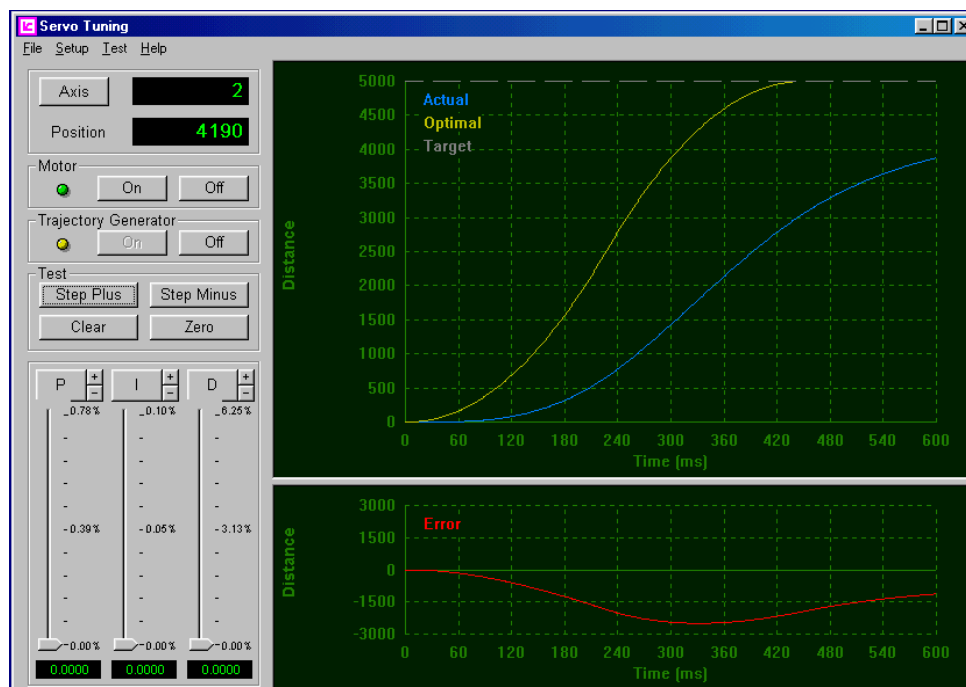 Servo Tuning
File Setup Test Help
Axis 2
Position 4190
Motor
On Off
Trajectory Generator
On Off
Test
Step Plus Step Minus
Clear Zero
P + - I + - D + -
0.78% 0.10% 6.25%
0.39% 0.05% 3.13%
0.00% 0.00% 0.00%
0.0000 0.0000 0.0000
Actual
Optimal
Target
Distance
5000
4500
4000
3500
3000
2500
2000
1500
1000
500
0
0 60 120 180 240 300 360 420 480 540 600
Time (ms)
Error
Distance
3000
1500
0
-1500
-3000
0 60 120 180 240 300 360 420 480 540 600
Time (ms)